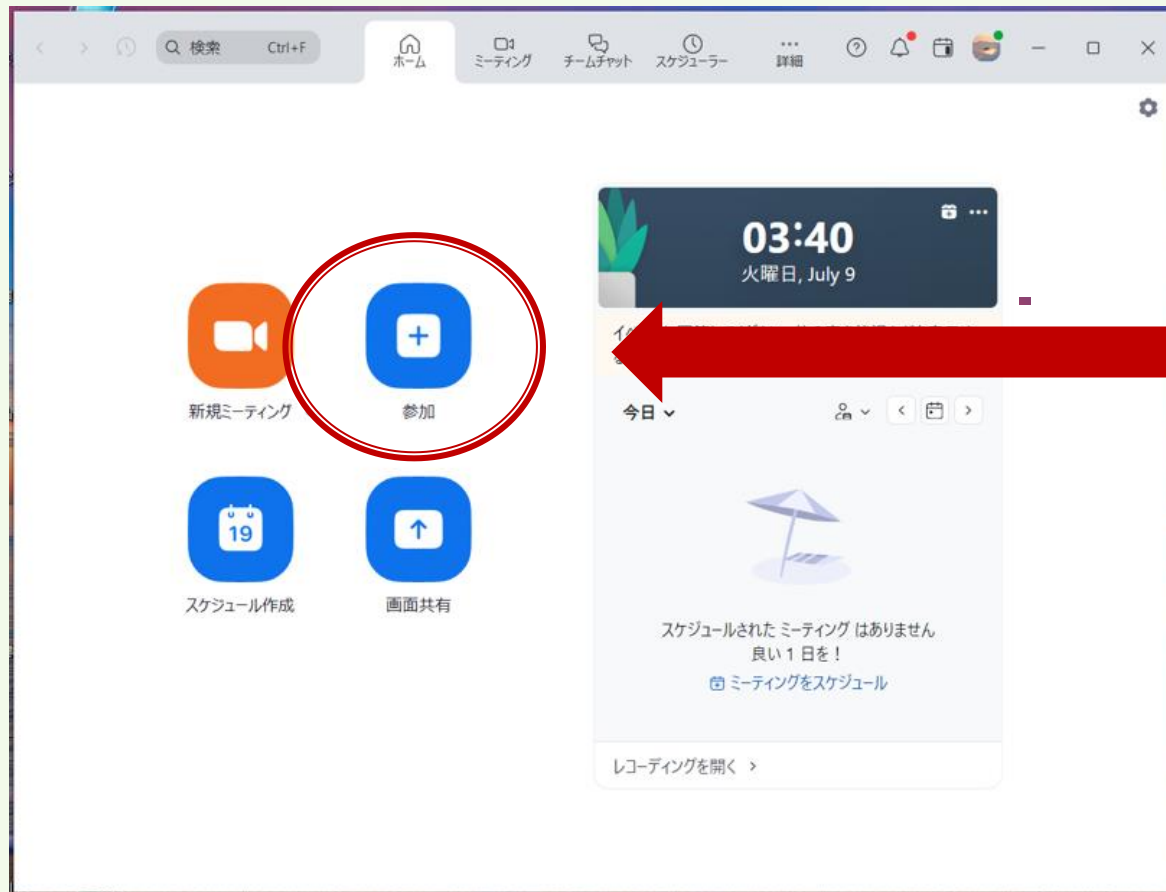 検索 Ctrl+F
ホーム
ミーティング
チームチャット
スケジューラー
詳細
03:40
火曜日, July 9
新規ミーティング
参加
今日
19
スケジュール作成
画面共有
スケジュールされた ミーティング はありません
良い 1 日を！
ミーティングをスケジュール
レコーディングを開く